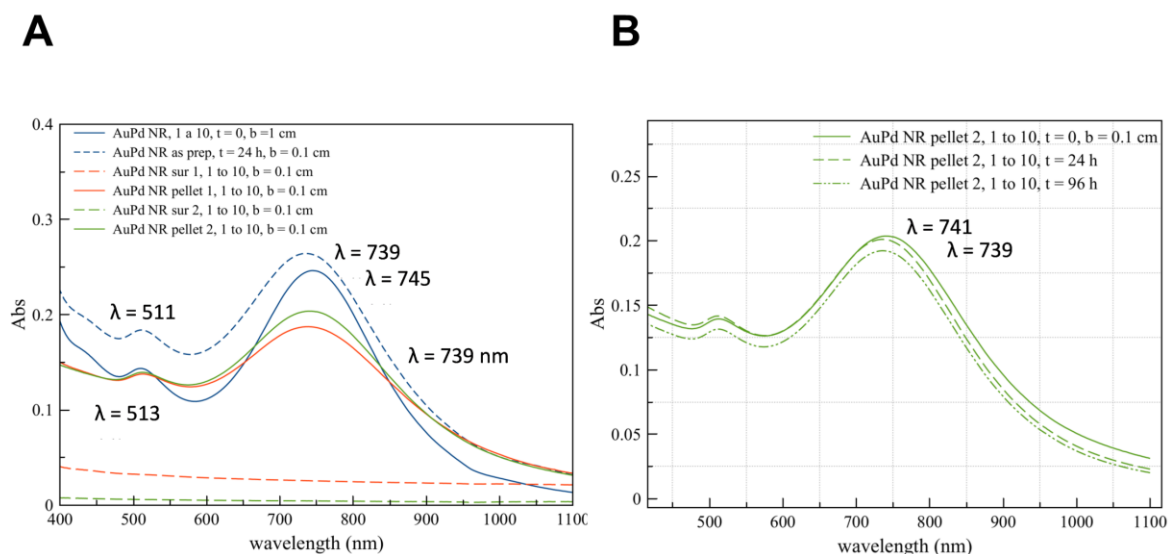 A
B
0.4
0.3
0.2
0.1
0
Abs
AuPd NR, 1 a 10, t = 0, b =1 cm
AuPd NR as prep, t = 24 h, b = 0.1 cm
AuPd NR sur 1, 1 to 10, b = 0.1 cm
AuPd NR pellet 1, 1 to 10, b = 0.1 cm
AuPd NR sur 2, 1 to 10, b = 0.1 cm
AuPd NR pellet 2, 1 to 10, b = 0.1 cm
λ = 739
λ = 745
λ = 511
λ = 739 nm
λ = 513
400 500 600 700 800 900 1000 1100
wavelength (nm)
0.25
0.2
0.15
0.1
0.05
0
Abs
AuPd NR pellet 2, 1 to 10, t = 0, b = 0.1 cm
AuPd NR pellet 2, 1 to 10, t = 24 h
AuPd NR pellet 2, 1 to 10, t = 96 h
λ = 741
λ = 739
500 600 700 800 900 1000 1100
wavelength (nm)